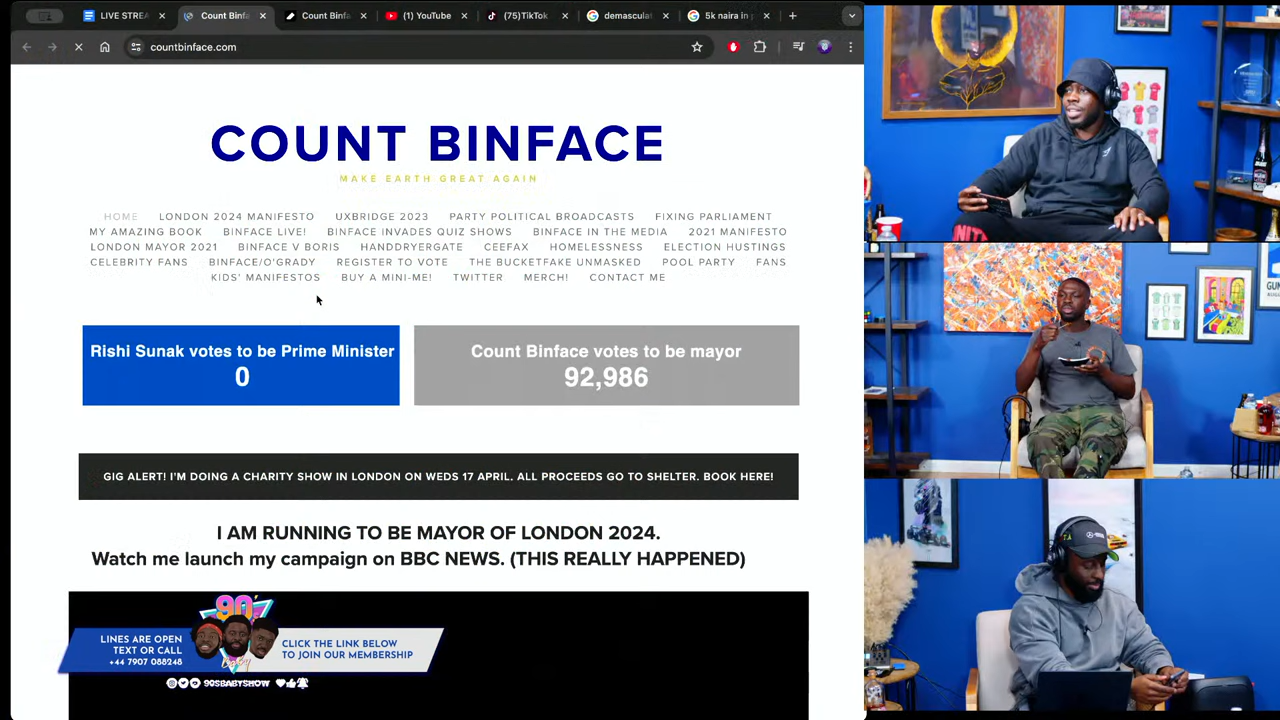 LIVE STREA
Count Binfa
Count Binfa
(1) YouTube
(75) TikTok
demasculat
5k naira in p
countbinface.com
COUNT BINFACE
MAKE EARTH GREAT AGAIN
HOME LONDON 2024 MANIFESTO UXBRIDGE 2023 PARTY POLITICAL BROADCASTS FIXING PARLIAMENT
MY AMAZING BOOK BINFACE LIVE! BINFACE INVADES QUIZ SHOWS BINFACE IN THE MEDIA 2021 MANIFESTO
LONDON MAYOR 2021 BINFACE V BORIS HANDDRYERGATE CEEFAX HOMELESSNESS ELECTION HUSTINGS
CELEBRITY FANS BINFACE/O'GRADY REGISTER TO VOTE THE BUCKETFAKE UNMASKED POOL PARTY FANS
KIDS' MANIFESTOS BUY A MINI-ME! TWITTER MERCH! CONTACT ME
Rishi Sunak votes to be Prime Minister
0
Count Binface votes to be mayor
92,986
GIG ALERT! I'M DOING A CHARITY SHOW IN LONDON ON WEDS 17 APRIL. ALL PROCEEDS GO TO SHELTER. BOOK HERE!
I AM RUNNING TO BE MAYOR OF LONDON 2024.
Watch me launch my campaign on BBC NEWS. (THIS REALLY HAPPENED)
LINES ARE OPEN
TEXT OR CALL
+44 7907 088248
90s
Baby
CLICK THE LINK BELOW
TO JOIN OUR MEMBERSHIP
90SBABYSHOW